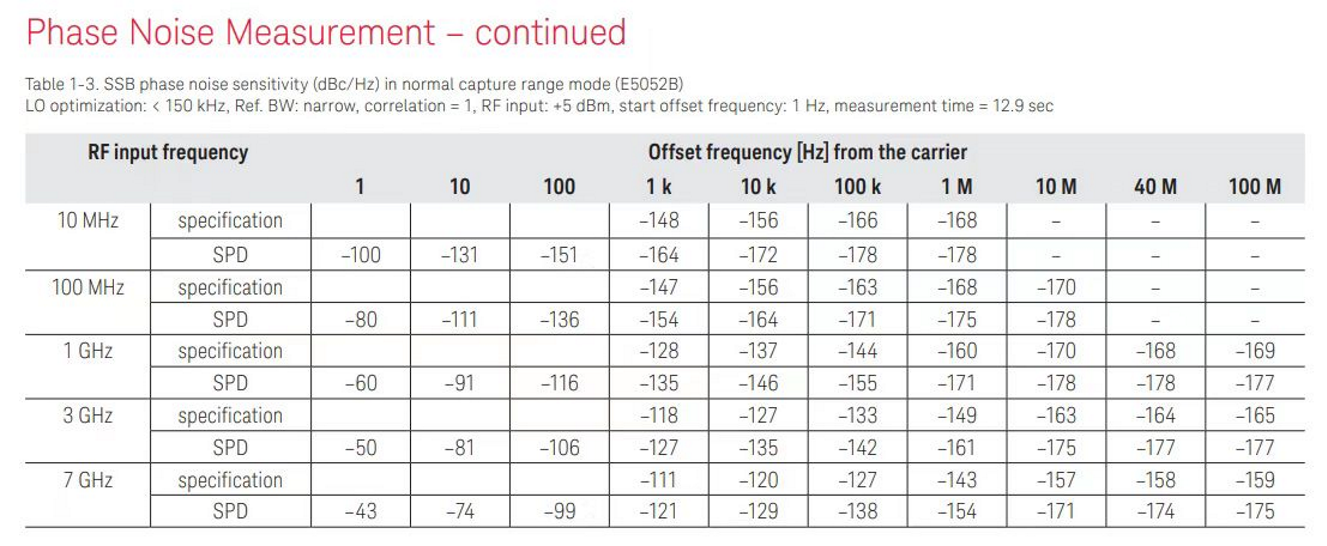 Phase Noise Measurement – continued
Table 1-3. SSB phase noise sensitivity (dBc/Hz) in normal capture range mode (E5052B)
LO optimization: < 150 kHz, Ref. BW: narrow, correlation = 1, RF input: +5 dBm, start offset frequency: 1 Hz, measurement time = 12.9 sec
RF input frequency Offset frequency [Hz] from the carrier
1 10 100 1 k 10 k 100 k 1 M 10 M 40 M 100 M
10 MHz specification –148 –156 –166 –168 – – –
SPD –100 –131 –151 –164 –172 –178 –178 – – –
100 MHz specification –147 –156 –163 –168 –170 – –
SPD –80 –111 –136 –154 –164 –171 –175 –178 – –
1 GHz specification –128 –137 –144 –160 –170 –168 –169
SPD –60 –91 –116 –135 –146 –155 –171 –178 –178 –177
3 GHz specification –118 –127 –133 –149 –163 –164 –165
SPD –50 –81 –106 –127 –135 –142 –161 –175 –177 –177
7 GHz specification –111 –120 –127 –143 –157 –158 –159
SPD –43 –74 –99 –121 –129 –138 –154 –171 –174 –175